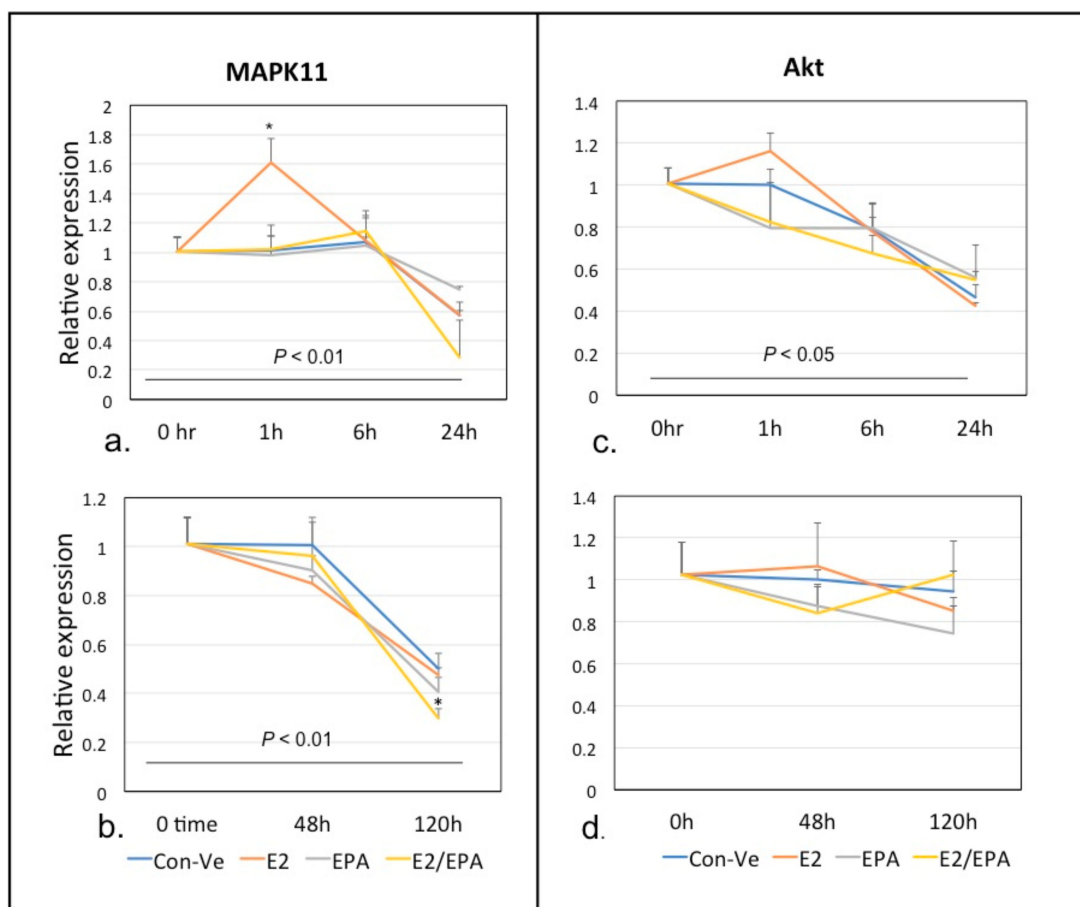 MAPK11
Relative expression
2
1.8
1.6
1.4
1.2
1
0.8
0.6
0.4
0.2
0
*
P < 0.01
0 hr 1h 6h 24h
a.
Akt
1.4
1.2
1
0.8
0.6
0.4
0.2
0
P < 0.05
0hr 1h 6h 24h
c.
Relative expression
1.2
1
0.8
0.6
0.4
0.2
0
*
P < 0.01
0 time 48h 120h
b.
Con-Ve E2 EPA E2/EPA
1.4
1.2
1
0.8
0.6
0.4
0.2
0
0h 48h 120h
d.
Con-Ve E2 EPA E2/EPA